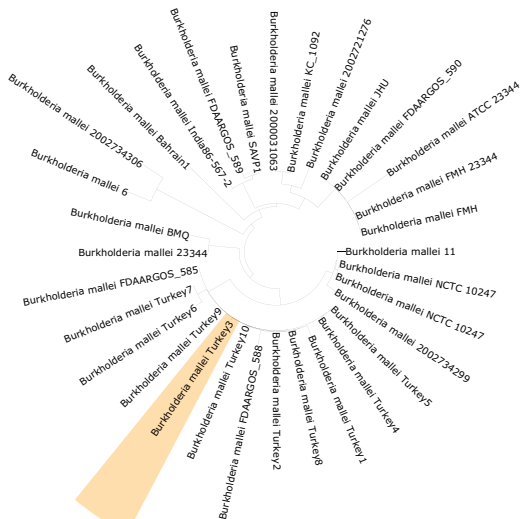 Burkholderia mallei 11
Burkholderia mallei FMH
Burkholderia mallei FMH 23344
Burkholderia mallei ATCC 23344
Burkholderia mallei FDAARGOS_590
Burkholderia mallei JHU
Burkholderia mallei 2002721276
Burkholderia mallei KC_1092
Burkholderia mallei 2000031063
Burkholderia mallei SAVP1
Burkholderia mallei FDAARGOS_589
Burkholderia mallei India86-567-2
Burkholderia mallei Bahrain1
Burkholderia mallei 2002734306
Burkholderia mallei 6
Burkholderia mallei BMQ
Burkholderia mallei 23344
Burkholderia mallei FDAARGOS_585
Burkholderia mallei Turkey7
Burkholderia mallei Turkey6
Burkholderia mallei Turkey9
Burkholderia mallei Turkey3
Burkholderia mallei Turkey10
Burkholderia mallei FDAARGOS_588
Burkholderia mallei Turkey2
Burkholderia mallei Turkey8
Burkholderia mallei Turkey1
Burkholderia mallei Turkey4
Burkholderia mallei Turkey5
Burkholderia mallei 2002734299
Burkholderia mallei NCTC 10247
Burkholderia mallei NCTC 10247